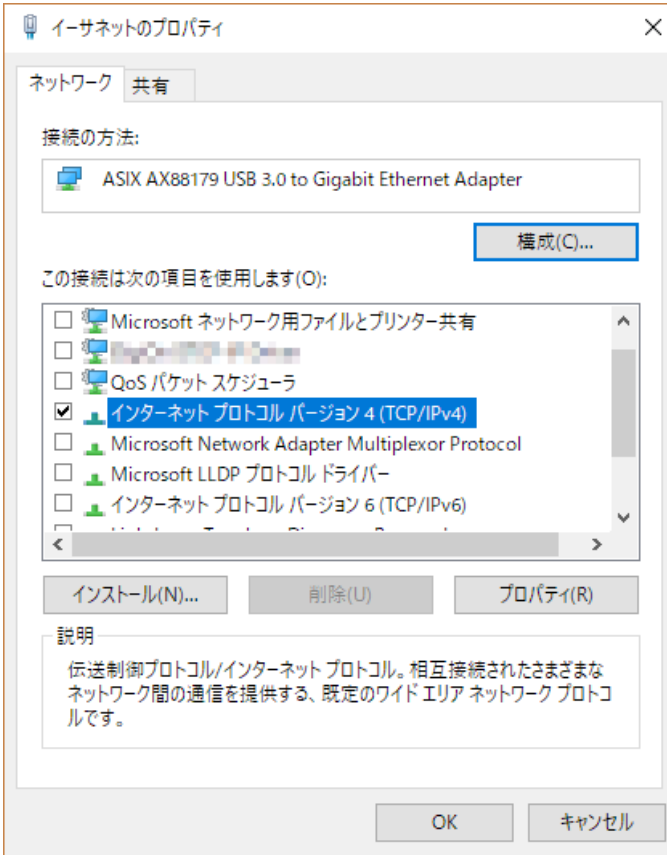 イーサネットのプロパティ
ネットワーク
共有
接続の方法:
ASIX AX88179 USB 3.0 to Gigabit Ethernet Adapter
構成(C)...
この接続は次の項目を使用します(O):
Microsoft ネットワーク用ファイルとプリンター共有
QoS パケット スケジューラ
インターネット プロトコル バージョン 4 (TCP/IPv4)
Microsoft Network Adapter Multiplexor Protocol
Microsoft LLDP プロトコル ドライバー
インターネット プロトコル バージョン 6 (TCP/IPv6)
インストール(N)...
削除(U)
プロパティ(R)
説明
伝送制御プロトコル/インターネット プロトコル。相互接続されたさまざまな
ネットワーク間の通信を提供する、既定のワイド エリア ネットワーク プロトコ
ルです。
OK
キャンセル